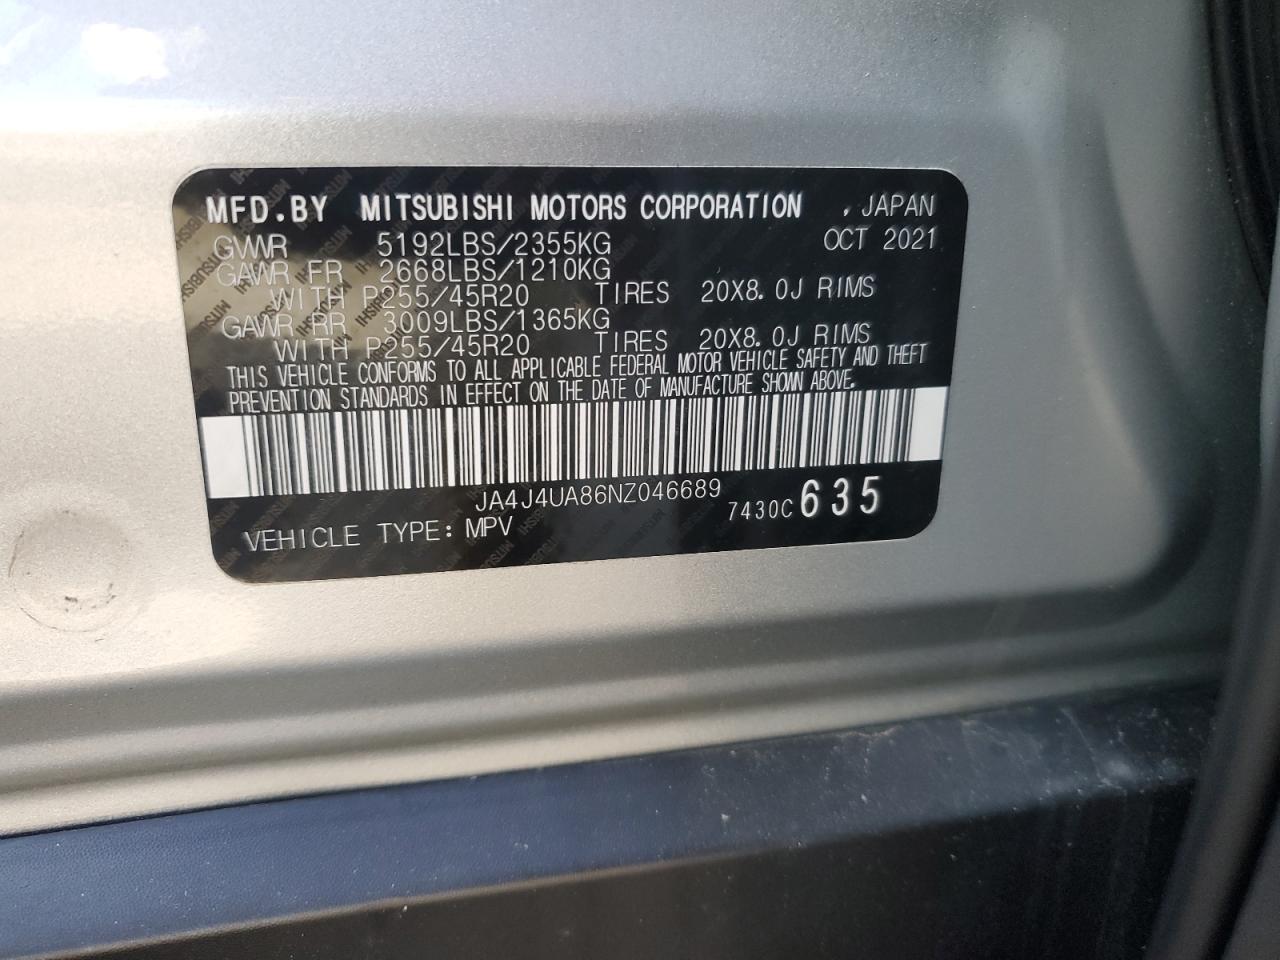 MFD.BY MITSUBISHI MOTORS CORPORATION , JAPAN
OCT 2021
GVWR 5192LBS/2355KG
GAWR FR 2668LBS/1210KG
WITH P255/45R20 TIRES 20X8.0J RIMS
GAWR RR 3009LBS/1365KG
WITH P255/45R20 TIRES 20X8.0J RIMS
THIS VEHICLE CONFORMS TO ALL APPLICABLE FEDERAL MOTOR VEHICLE SAFETY AND THEFT
PREVENTION STANDARDS IN EFFECT ON THE DATE OF MANUFACTURE SHOWN ABOVE.
JA4J4UA86NZ046689
7430C 635
VEHICLE TYPE: MPV